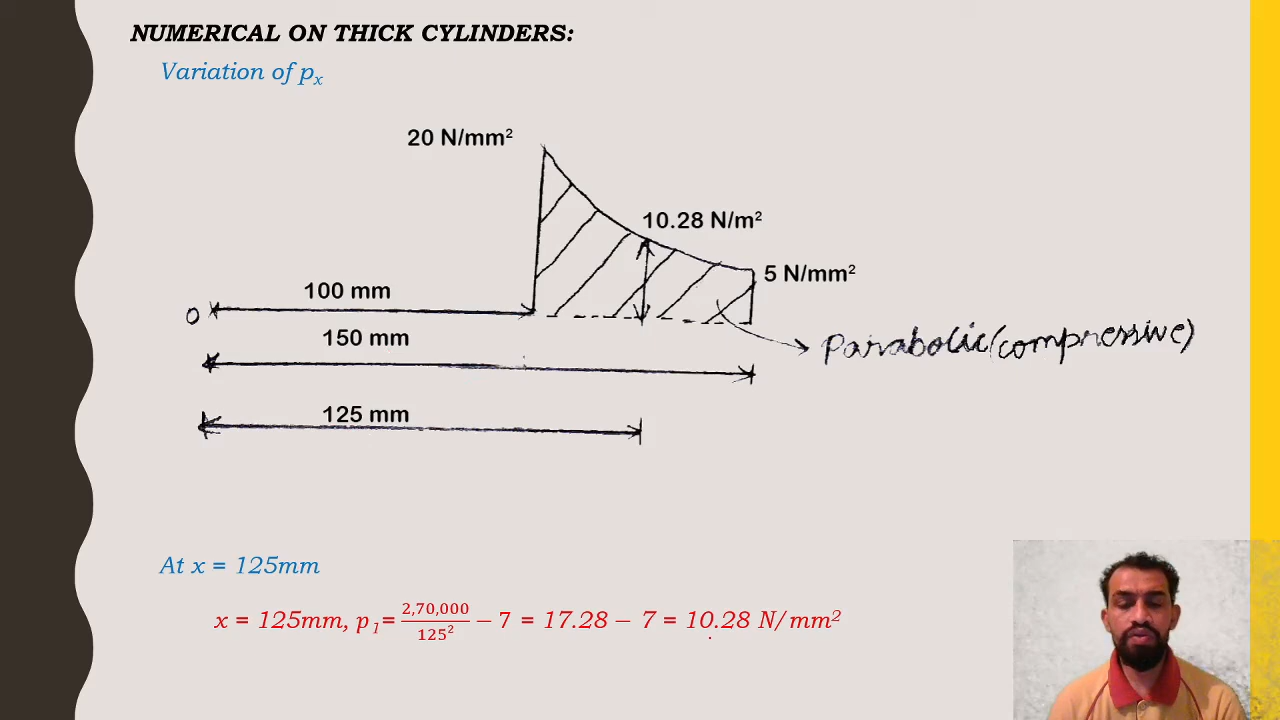 NUMERICAL ON THICK CYLINDERS:
Variation of pₓ
20 N/mm²
10.28 N/m²
5 N/mm²
100 mm
O
150 mm
Parabolic(compressive)
125 mm
At x = 125mm
x = 125mm, p₁= 2,70,000/125² − 7 = 17.28 − 7 = 10.28 N/mm²